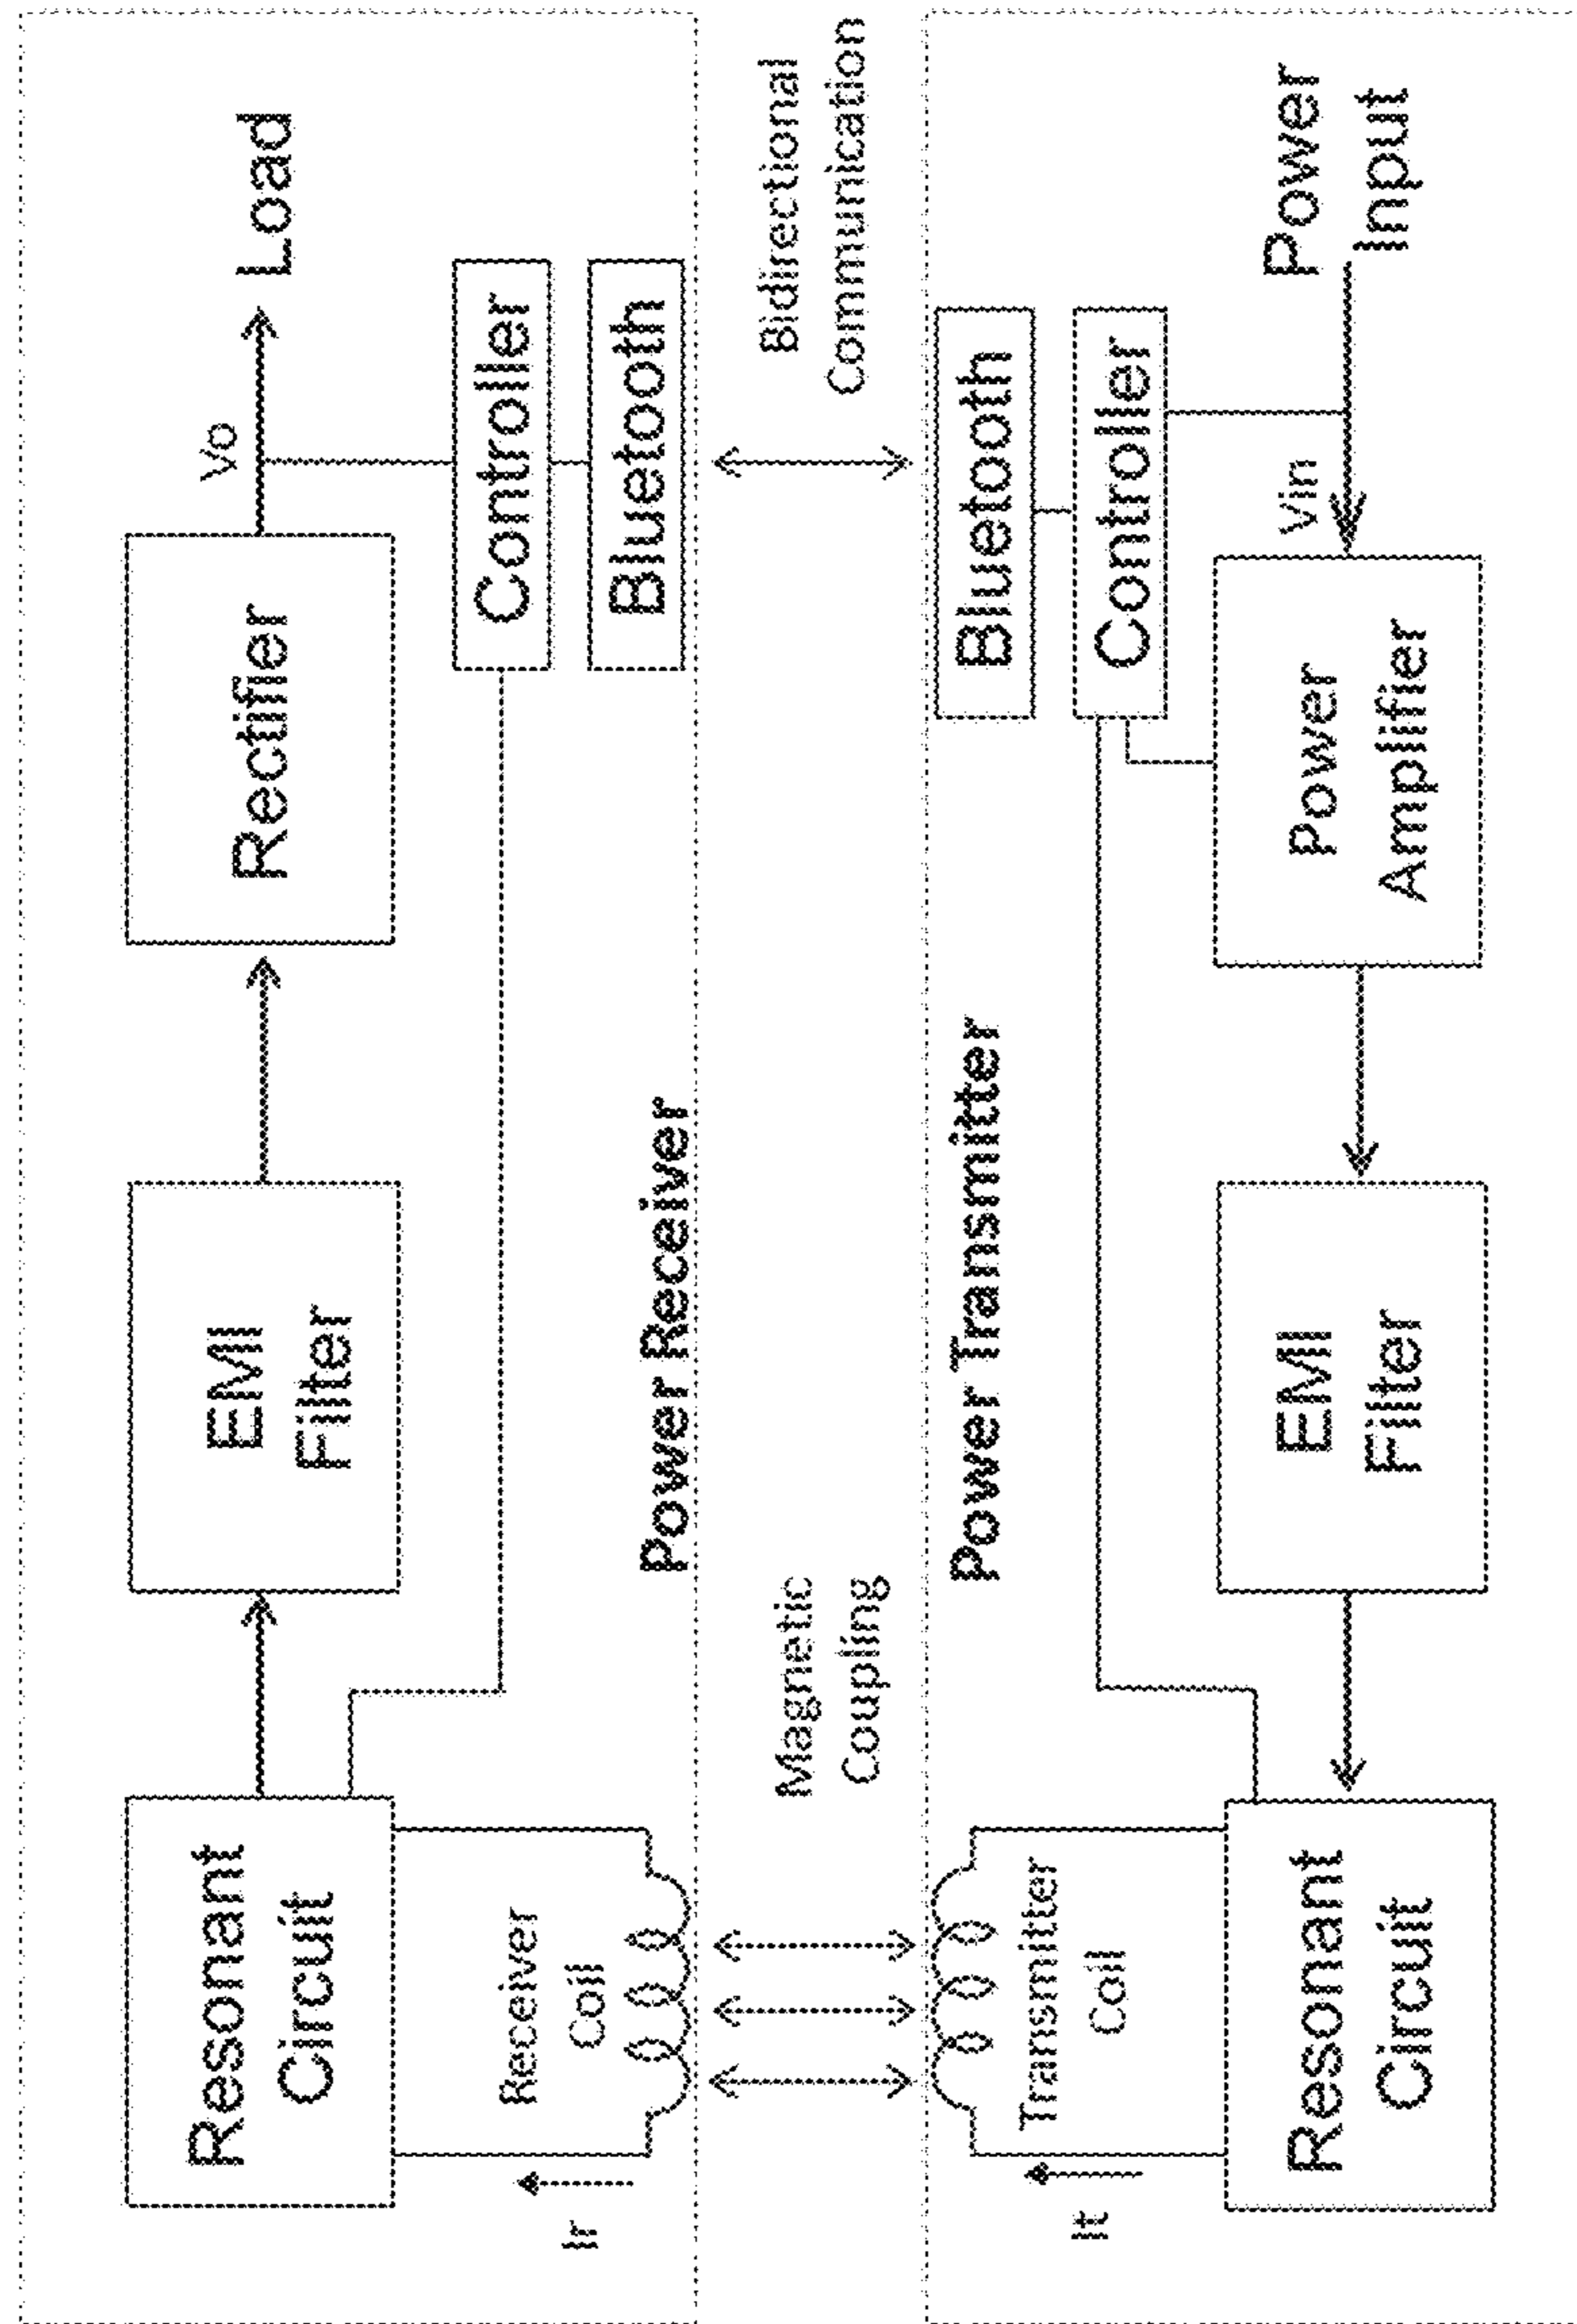 Resonant
Circuit
EMI
Filter
Rectifier
Vo
Load
Controller
Bluetooth
Receiver
Coil
Ir
Power Receiver
Magnetic
Coupling
Bidirectional
Communication
Power Transmitter
Bluetooth
Controller
It
Transmitter
Coil
Resonant
Circuit
EMI
Filter
Power
Amplifier
Vin
Power
Input